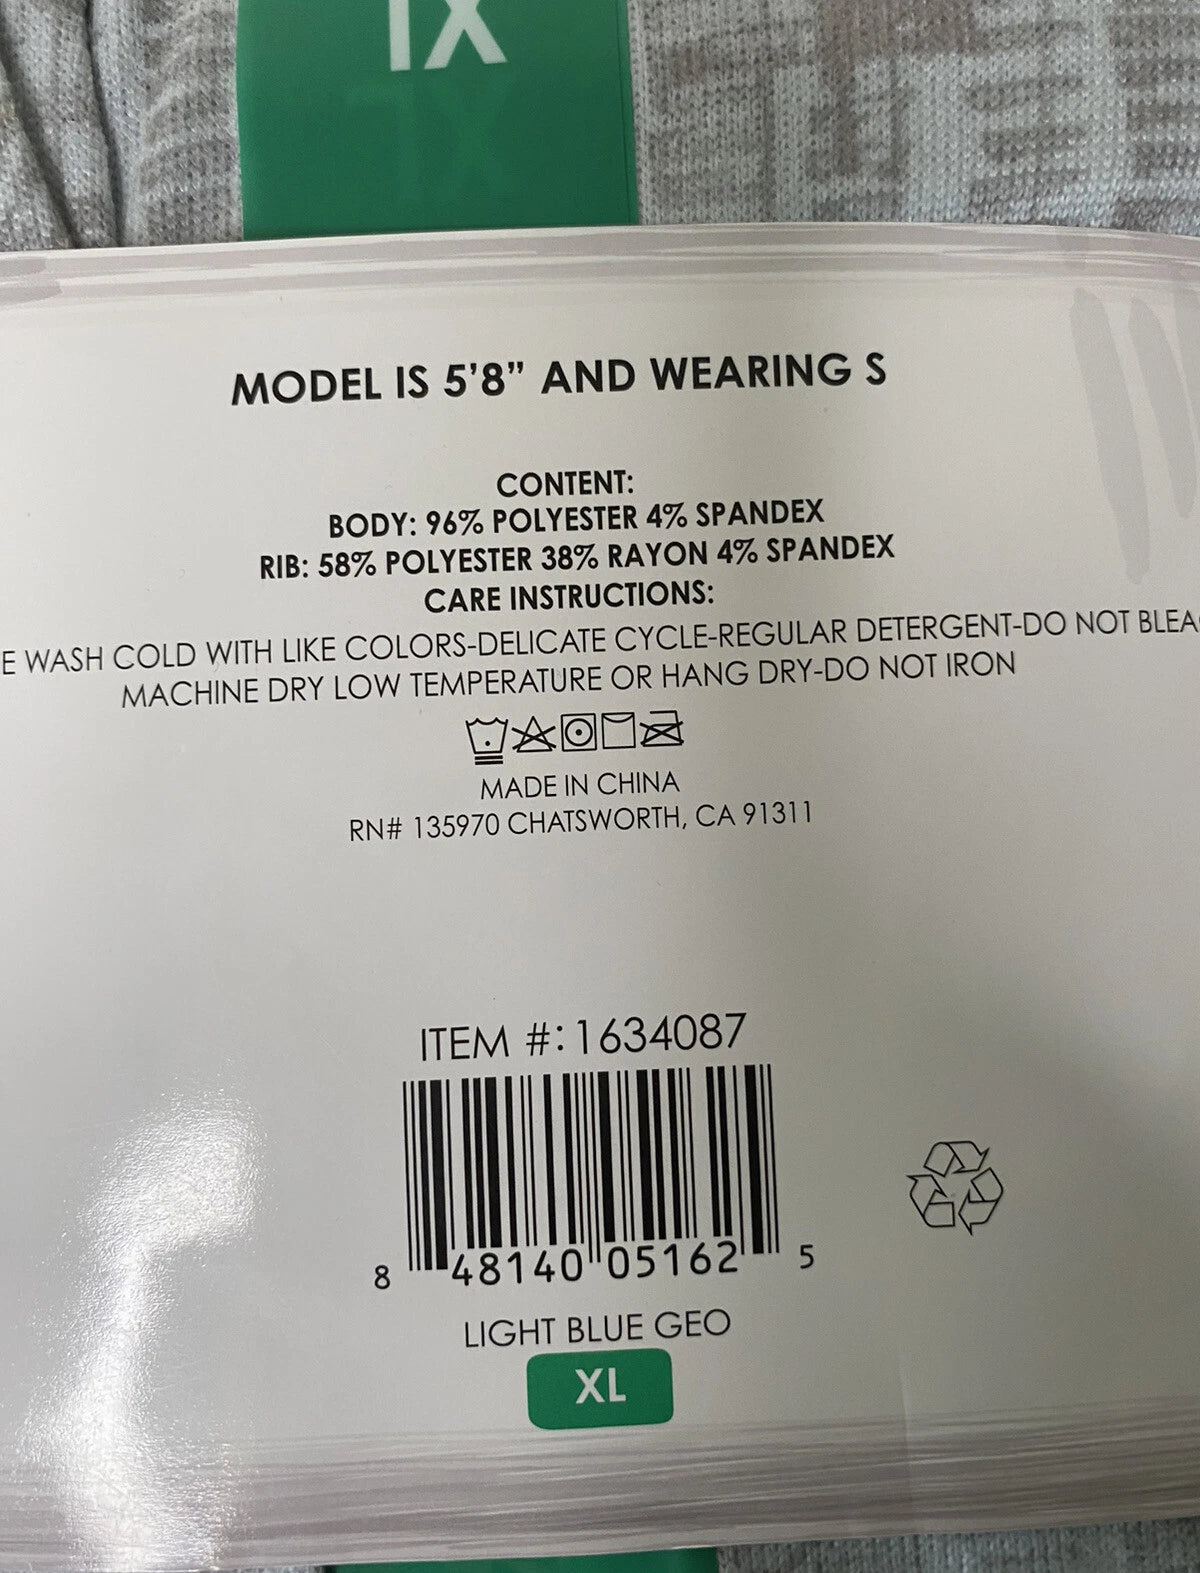 XL
MODEL IS 5'8" AND WEARING S
CONTENT:
BODY: 96% POLYESTER 4% SPANDEX
RIB: 58% POLYESTER 38% RAYON 4% SPANDEX
CARE INSTRUCTIONS:
E WASH COLD WITH LIKE COLORS-DELICATE CYCLE-REGULAR DETERGENT-DO NOT BLEA
MACHINE DRY LOW TEMPERATURE OR HANG DRY-DO NOT IRON
MADE IN CHINA
RN# 135970 CHATSWORTH, CA 91311
ITEM #:1634087
8 48140 05162 5
LIGHT BLUE GEO
XL